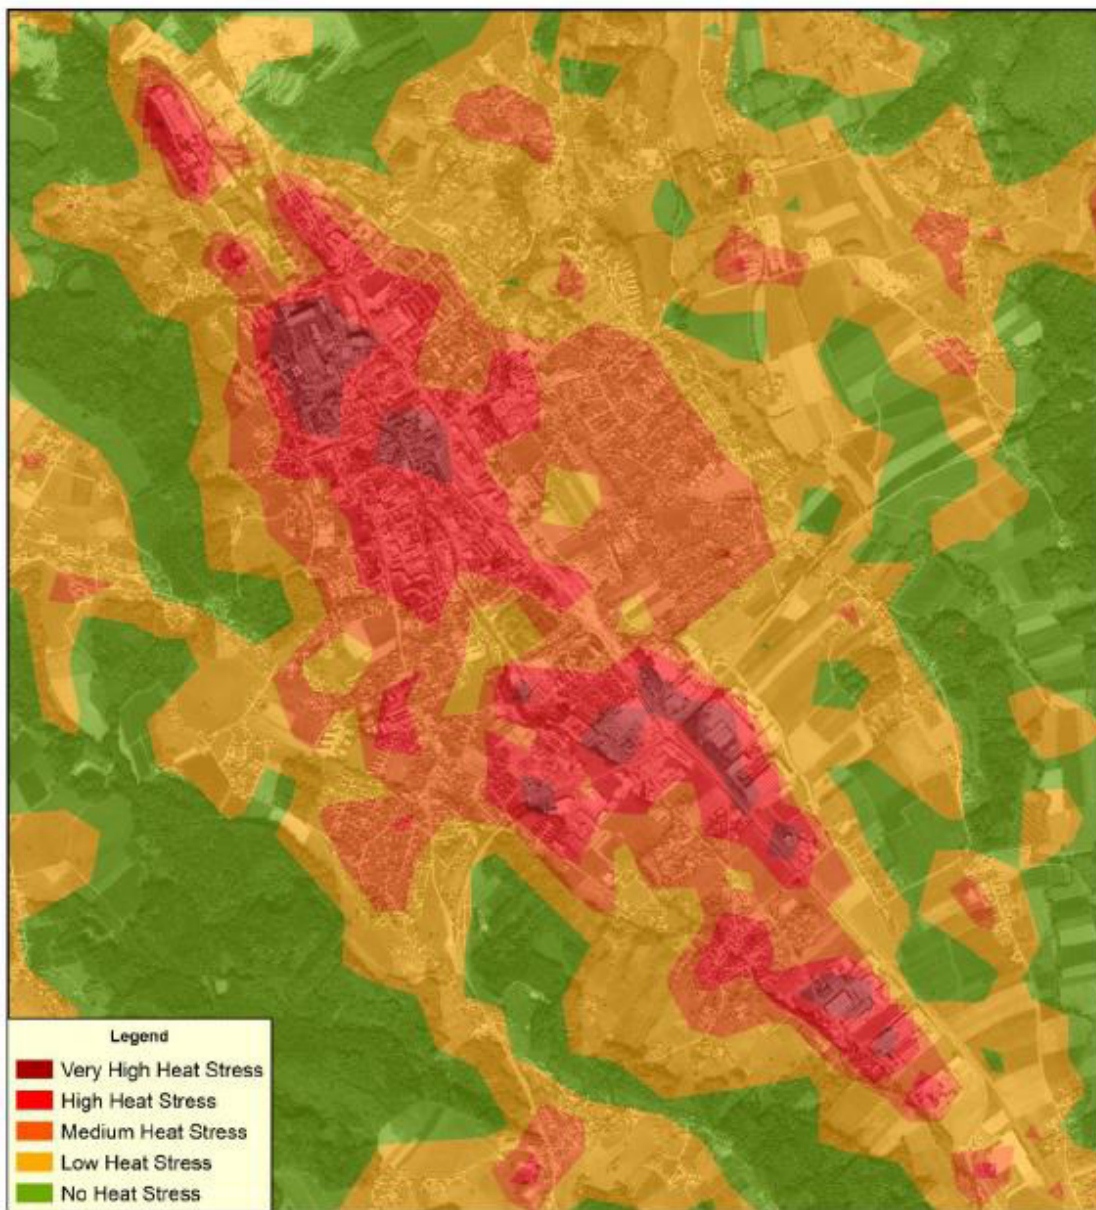 Legend
Very High Heat Stress
High Heat Stress
Medium Heat Stress
Low Heat Stress
No Heat Stress